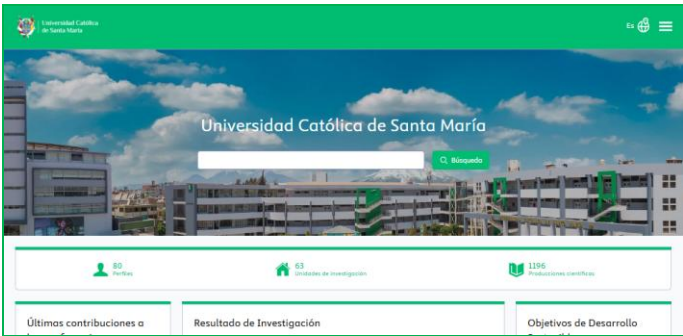 Universidad Católica
de Santa María
Es
Universidad Católica de Santa María
Búsqueda
80
Perfiles
63
Unidades de investigación
1196
Producciones científicas
Últimas contribuciones a
Resultado de Investigación
Objetivos de Desarrollo